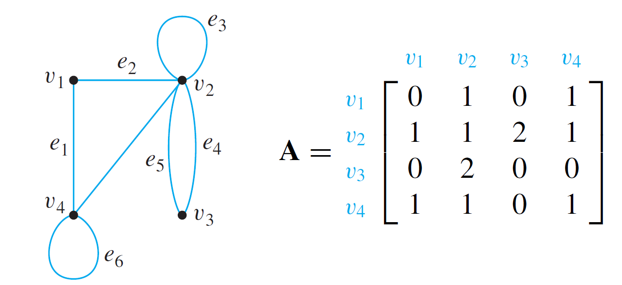 e3
e2
v1
v2
e1
e5
e4
v4
v3
e6
v1 v2 v3 v4
A =
v1 0 1 0 1
v2 1 1 2 1
v3 0 2 0 0
v4 1 1 0 1